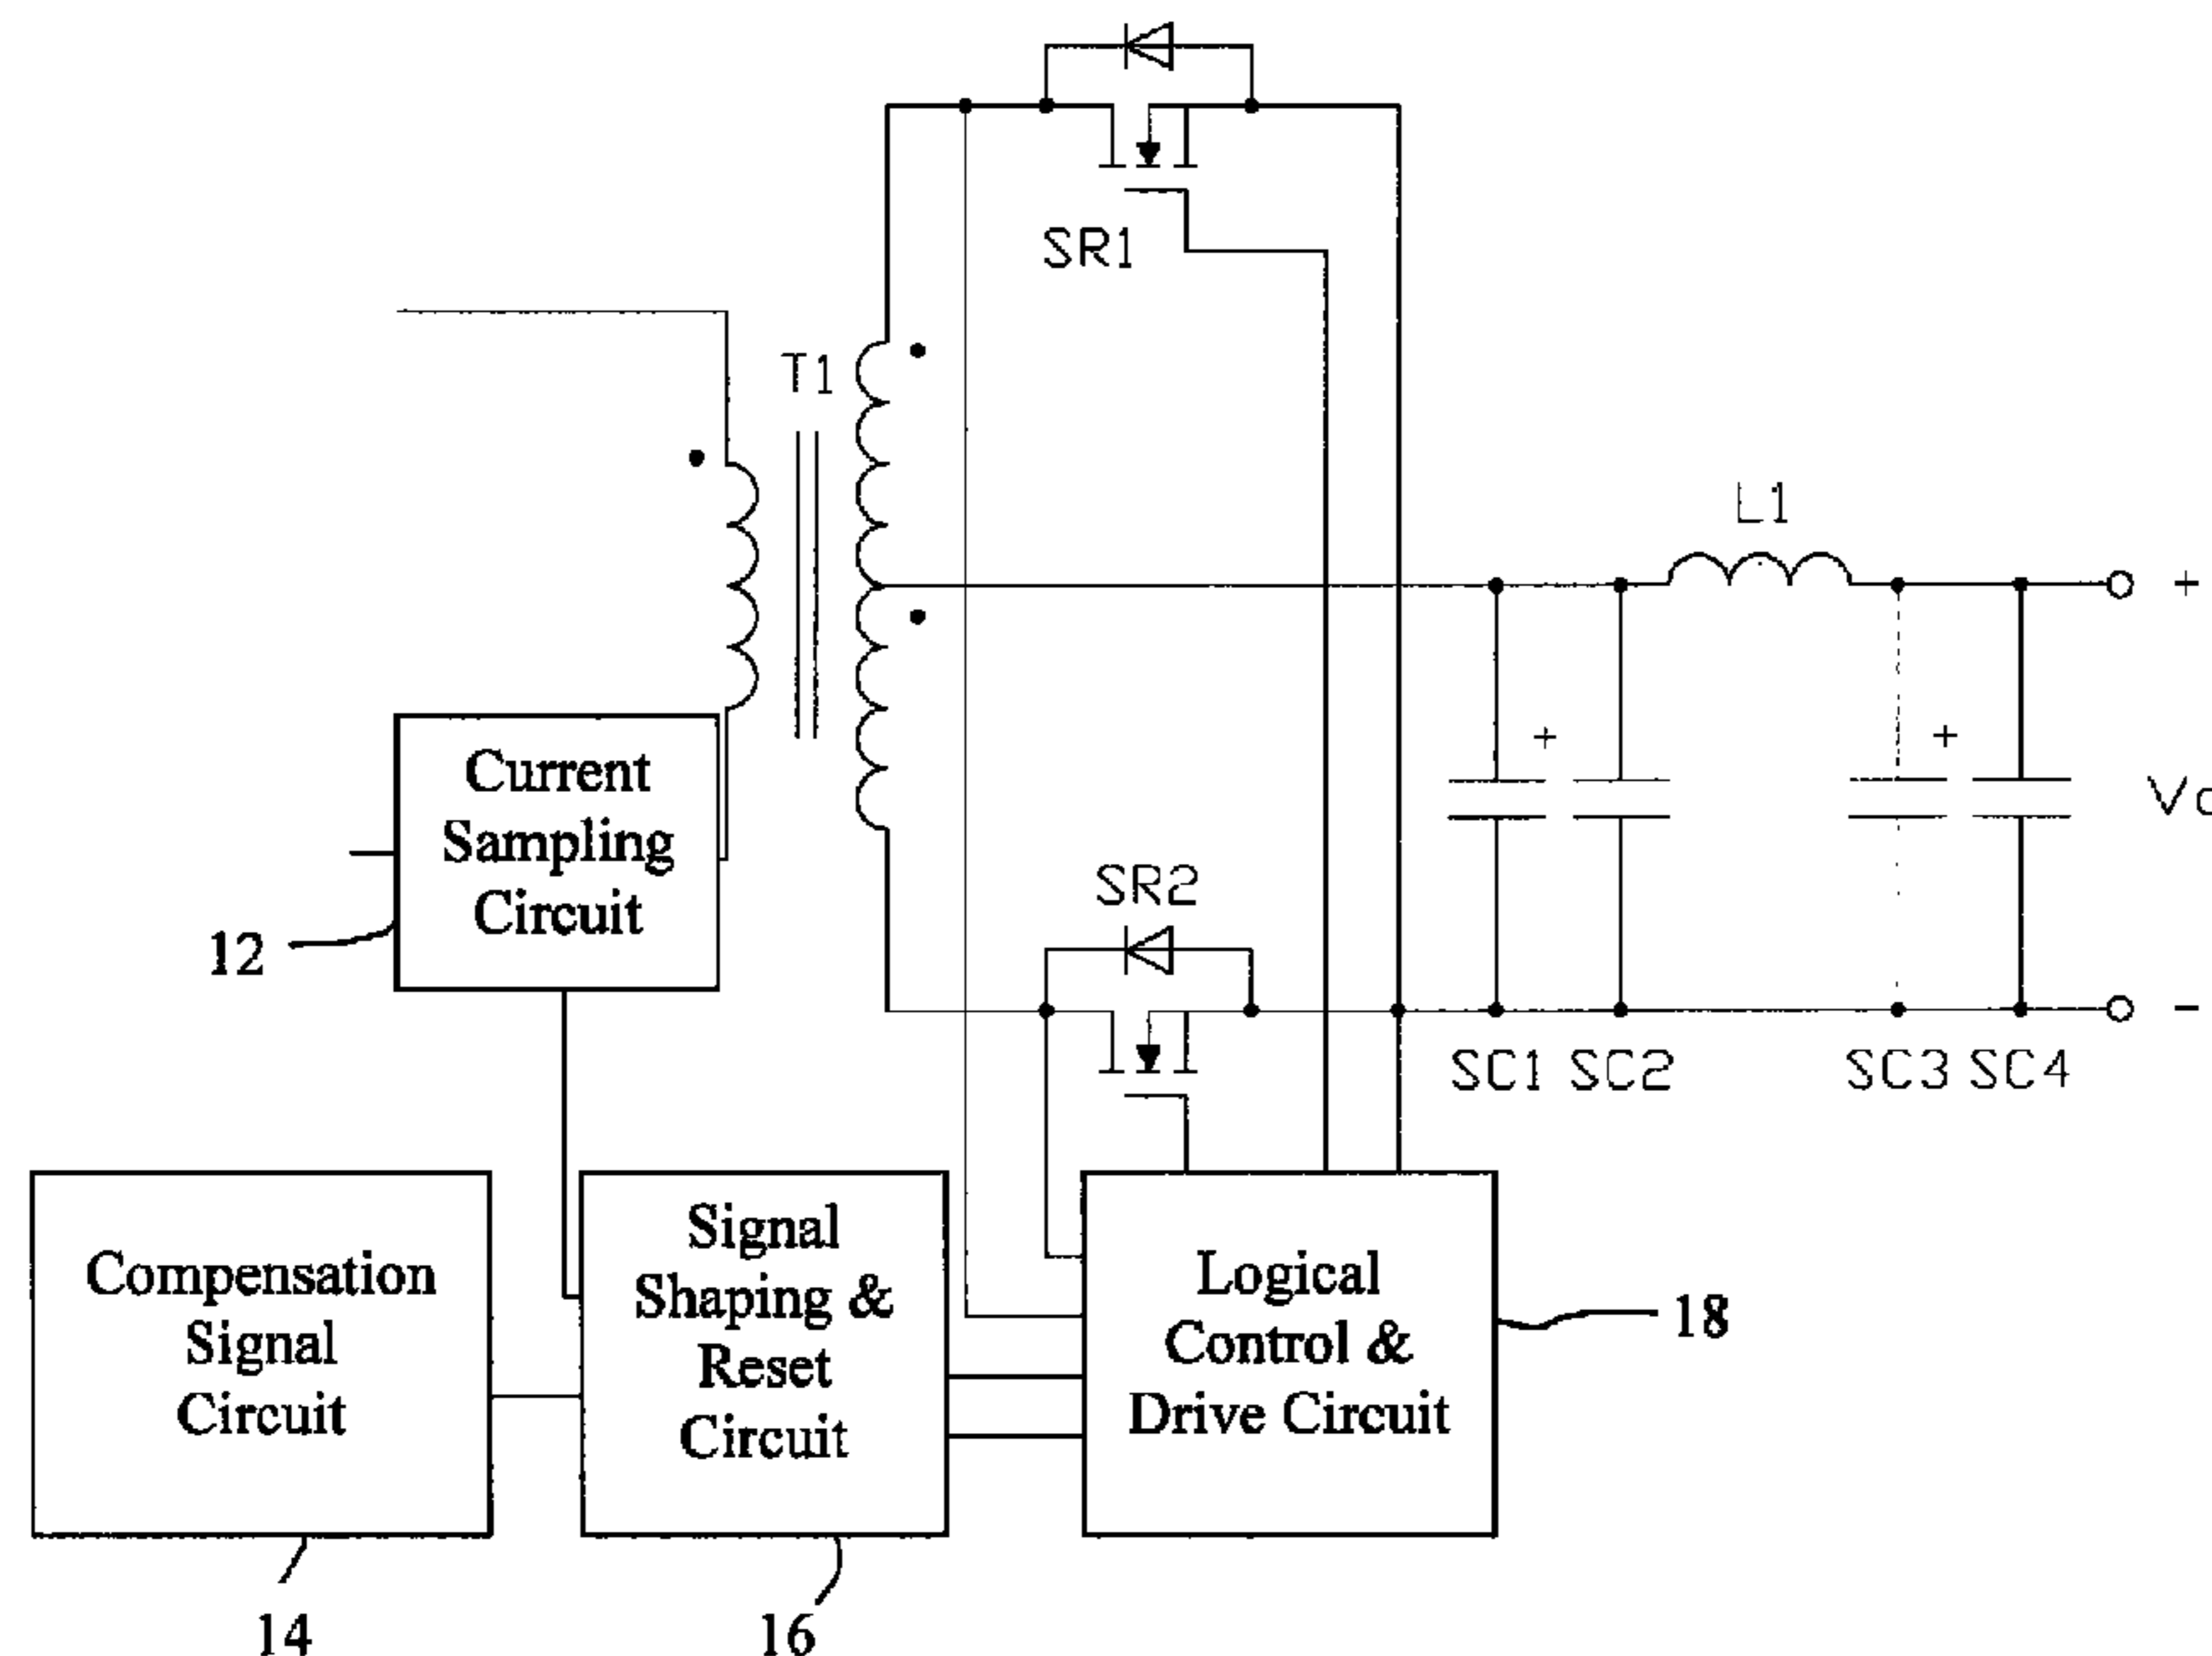 SR1
T1
L1
+
Current
Sampling
Circuit
12
+
+
SR2
-
SC1 SC2 SC3 SC4
Compensation
Signal
Circuit
Signal
Shaping &
Reset
Circuit
Logical
Control &
Drive Circuit
18
14
16